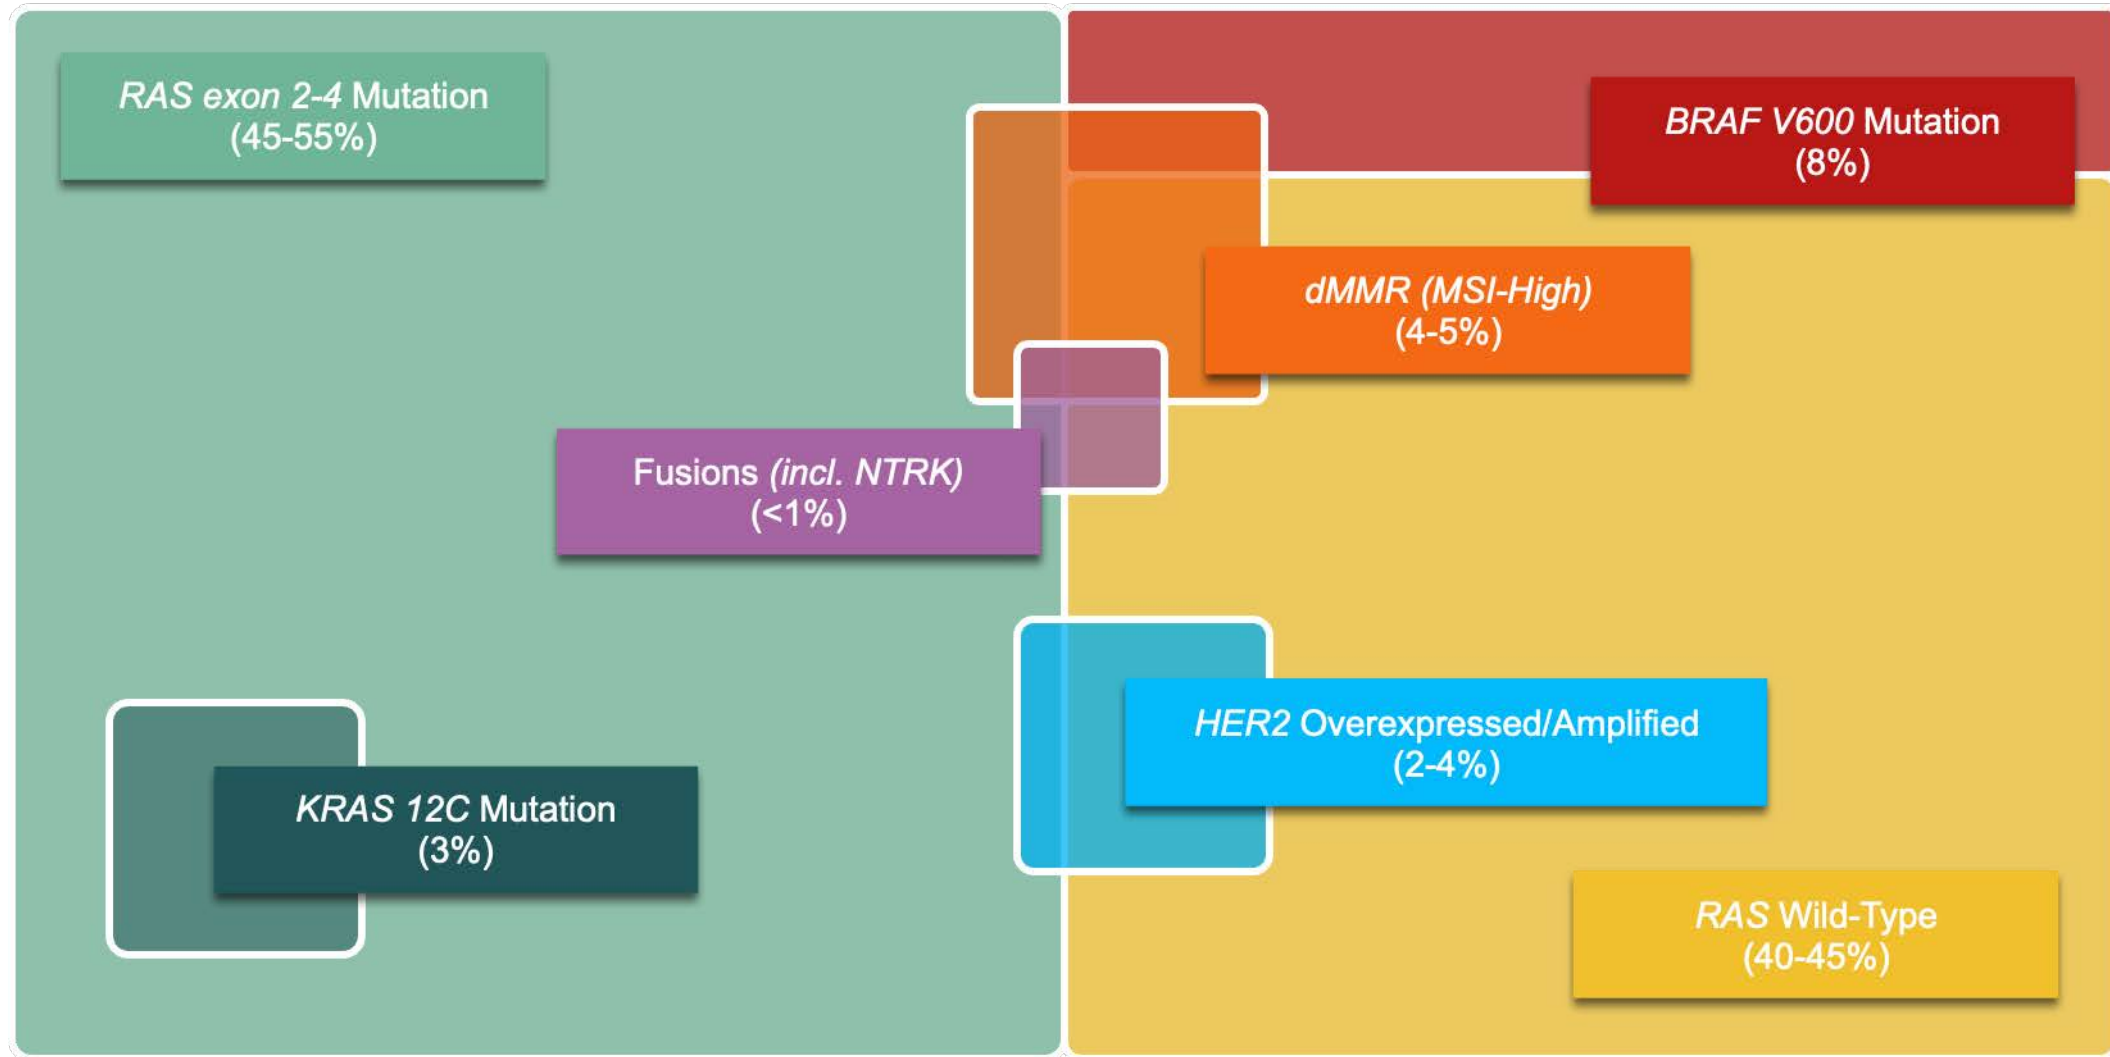 RAS exon 2-4 Mutation
(45-55%)
BRAF V600 Mutation
(8%)
dMMR (MSI-High)
(4-5%)
Fusions (incl. NTRK)
(<1%)
HER2 Overexpressed/Amplified
(2-4%)
KRAS 12C Mutation
(3%)
RAS Wild-Type
(40-45%)